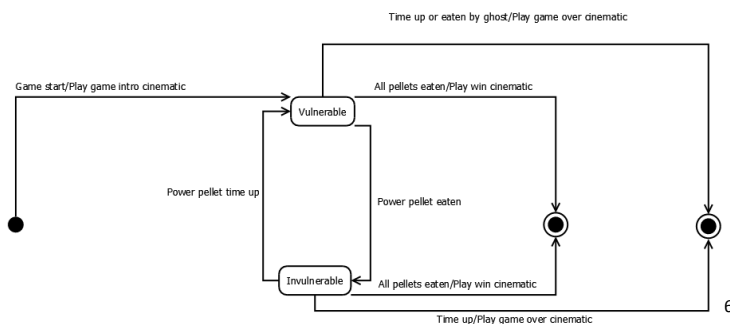 Time up or eaten by ghost/Play game over cinematic
Game start/Play game intro cinematic
All pellets eaten/Play win cinematic
Vulnerable
Power pellet time up
Power pellet eaten
Invulnerable
All pellets eaten/Play win cinematic
6
Time up/Play game over cinematic